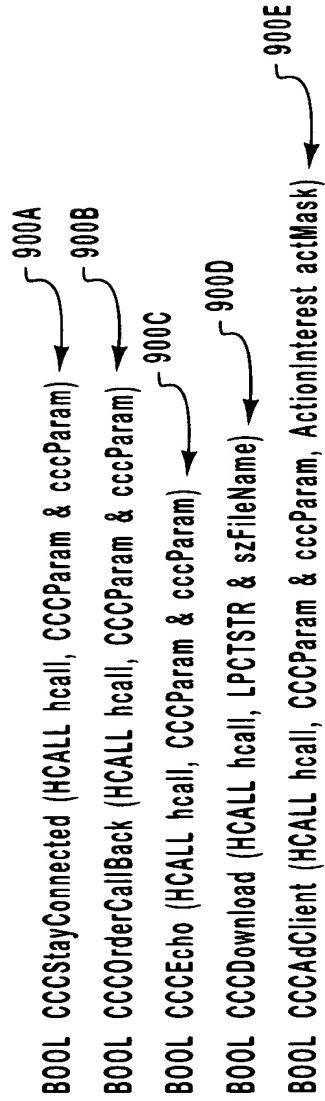 BOOL CCCStayConnected (HCALL hcall, CCCParam & cccParam) 900A
BOOL CCCOrderCallBack (HCALL hcall, CCCParam & cccParam) 900B
BOOL CCCEcho (HCALL hcall, CCCParam & cccParam) 900C
BOOL CCCDownload (HCALL hcall, LPCTSTR & szFileName) 900D
BOOL CCCAdClient (HCALL hcall, CCCParam & cccParam, ActionInterest actMask) 900E